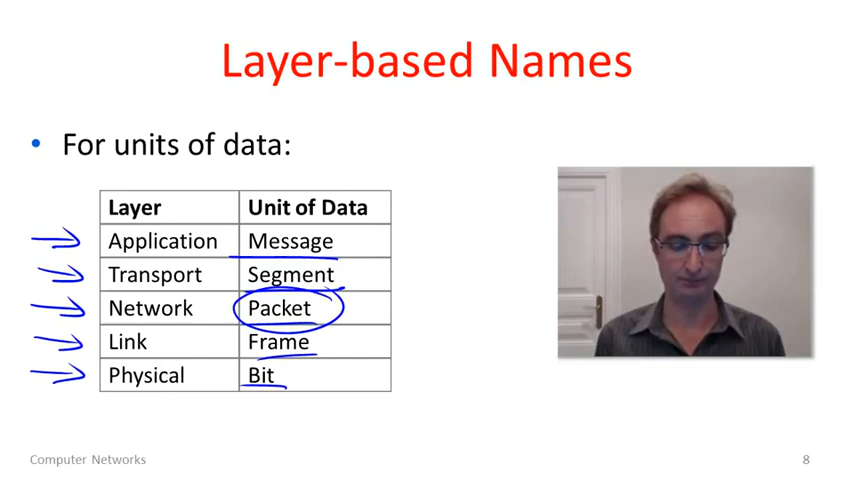 Layer-based Names
• For units of data:
Layer Unit of Data
Application Message
Transport Segment
Network Packet
Link Frame
Physical Bit
Computer Networks 8